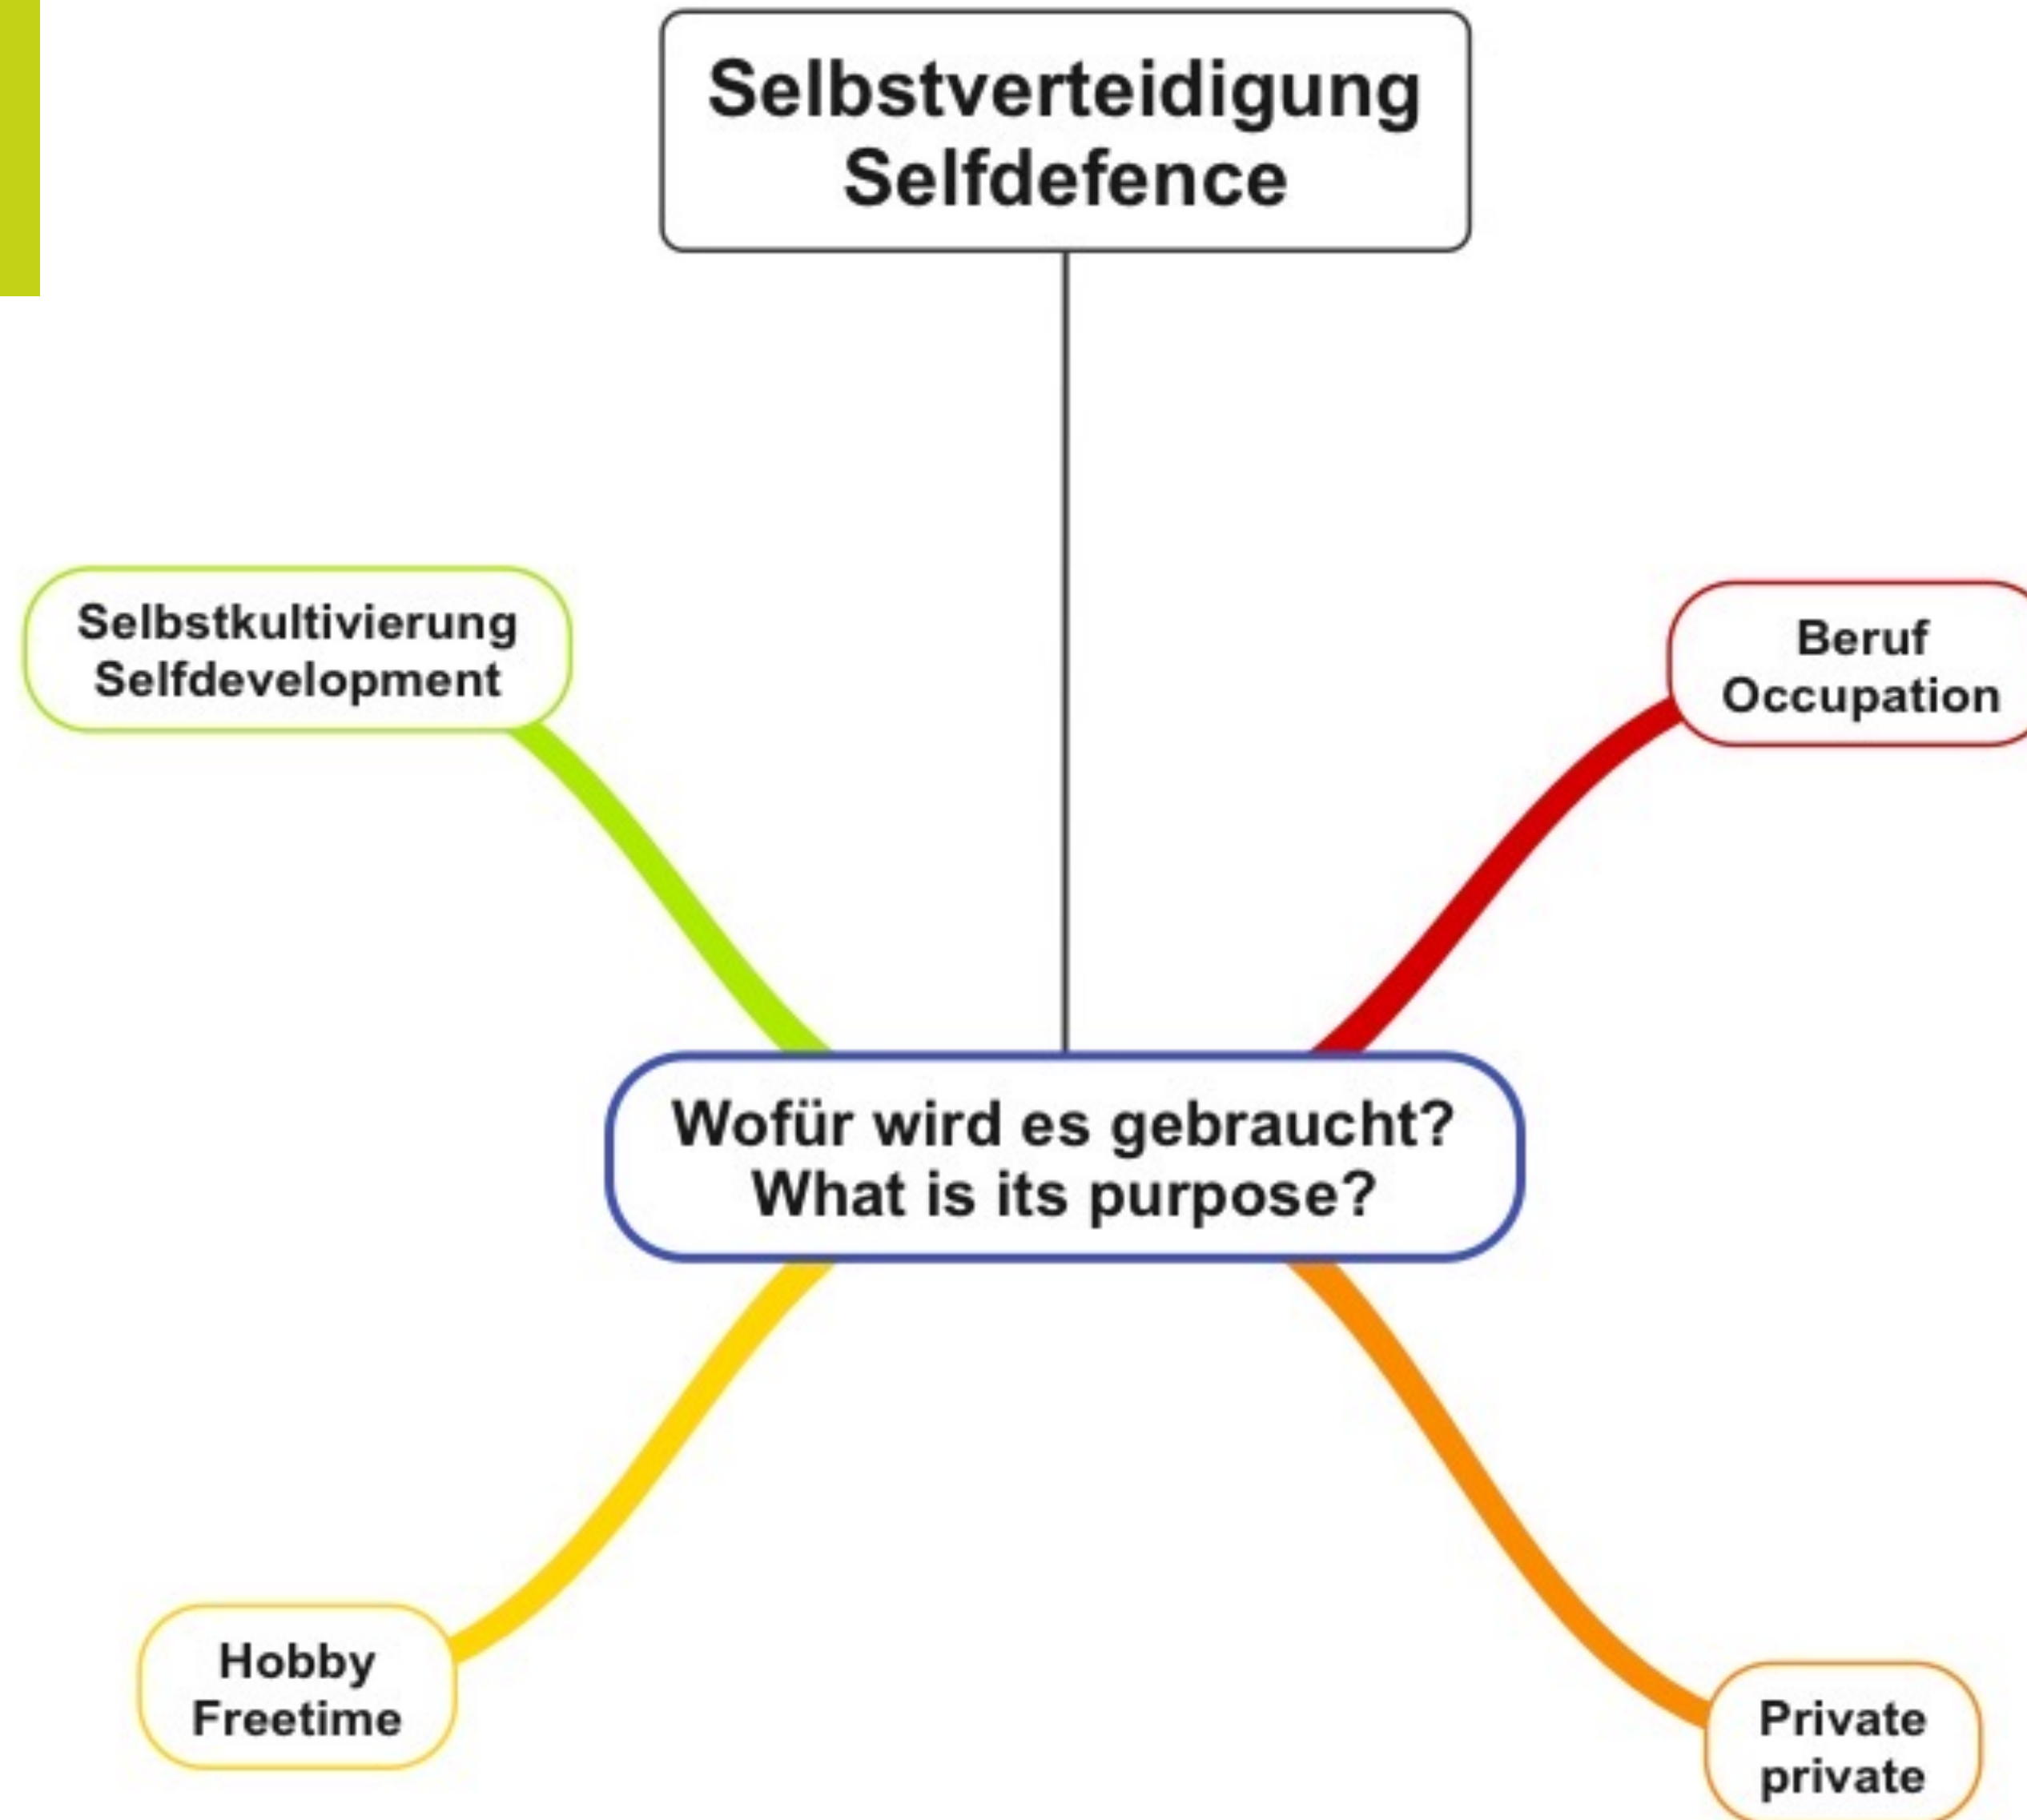 Selbstverteidigung
Selfdefence
Selbstkultivierung
Selfdevelopment
Beruf
Occupation
Wofür wird es gebraucht?
What is its purpose?
Hobby
Freetime
Private
private